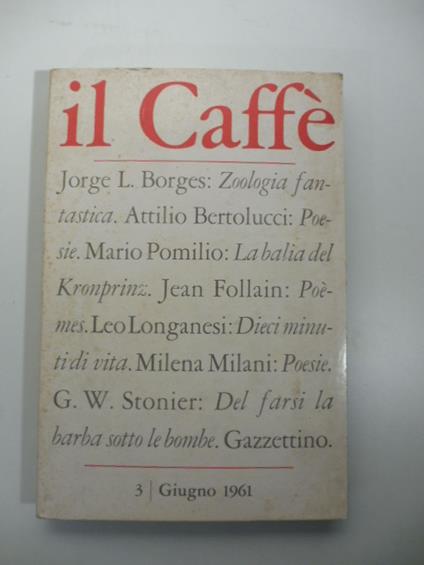 il Caffè
Jorge L. Borges: Zoologia fan-
tastica. Attilio Bertolucci: Poe-
sie. Mario Pomilio: La balia del
Kronprinz. Jean Follain: Poè-
mes. Leo Longanesi: Dieci minu-
ti di vita. Milena Milani: Poesie.
G. W. Stonier: Del farsi la
barba sotto le bombe. Gazzettino.
3 | Giugno 1961